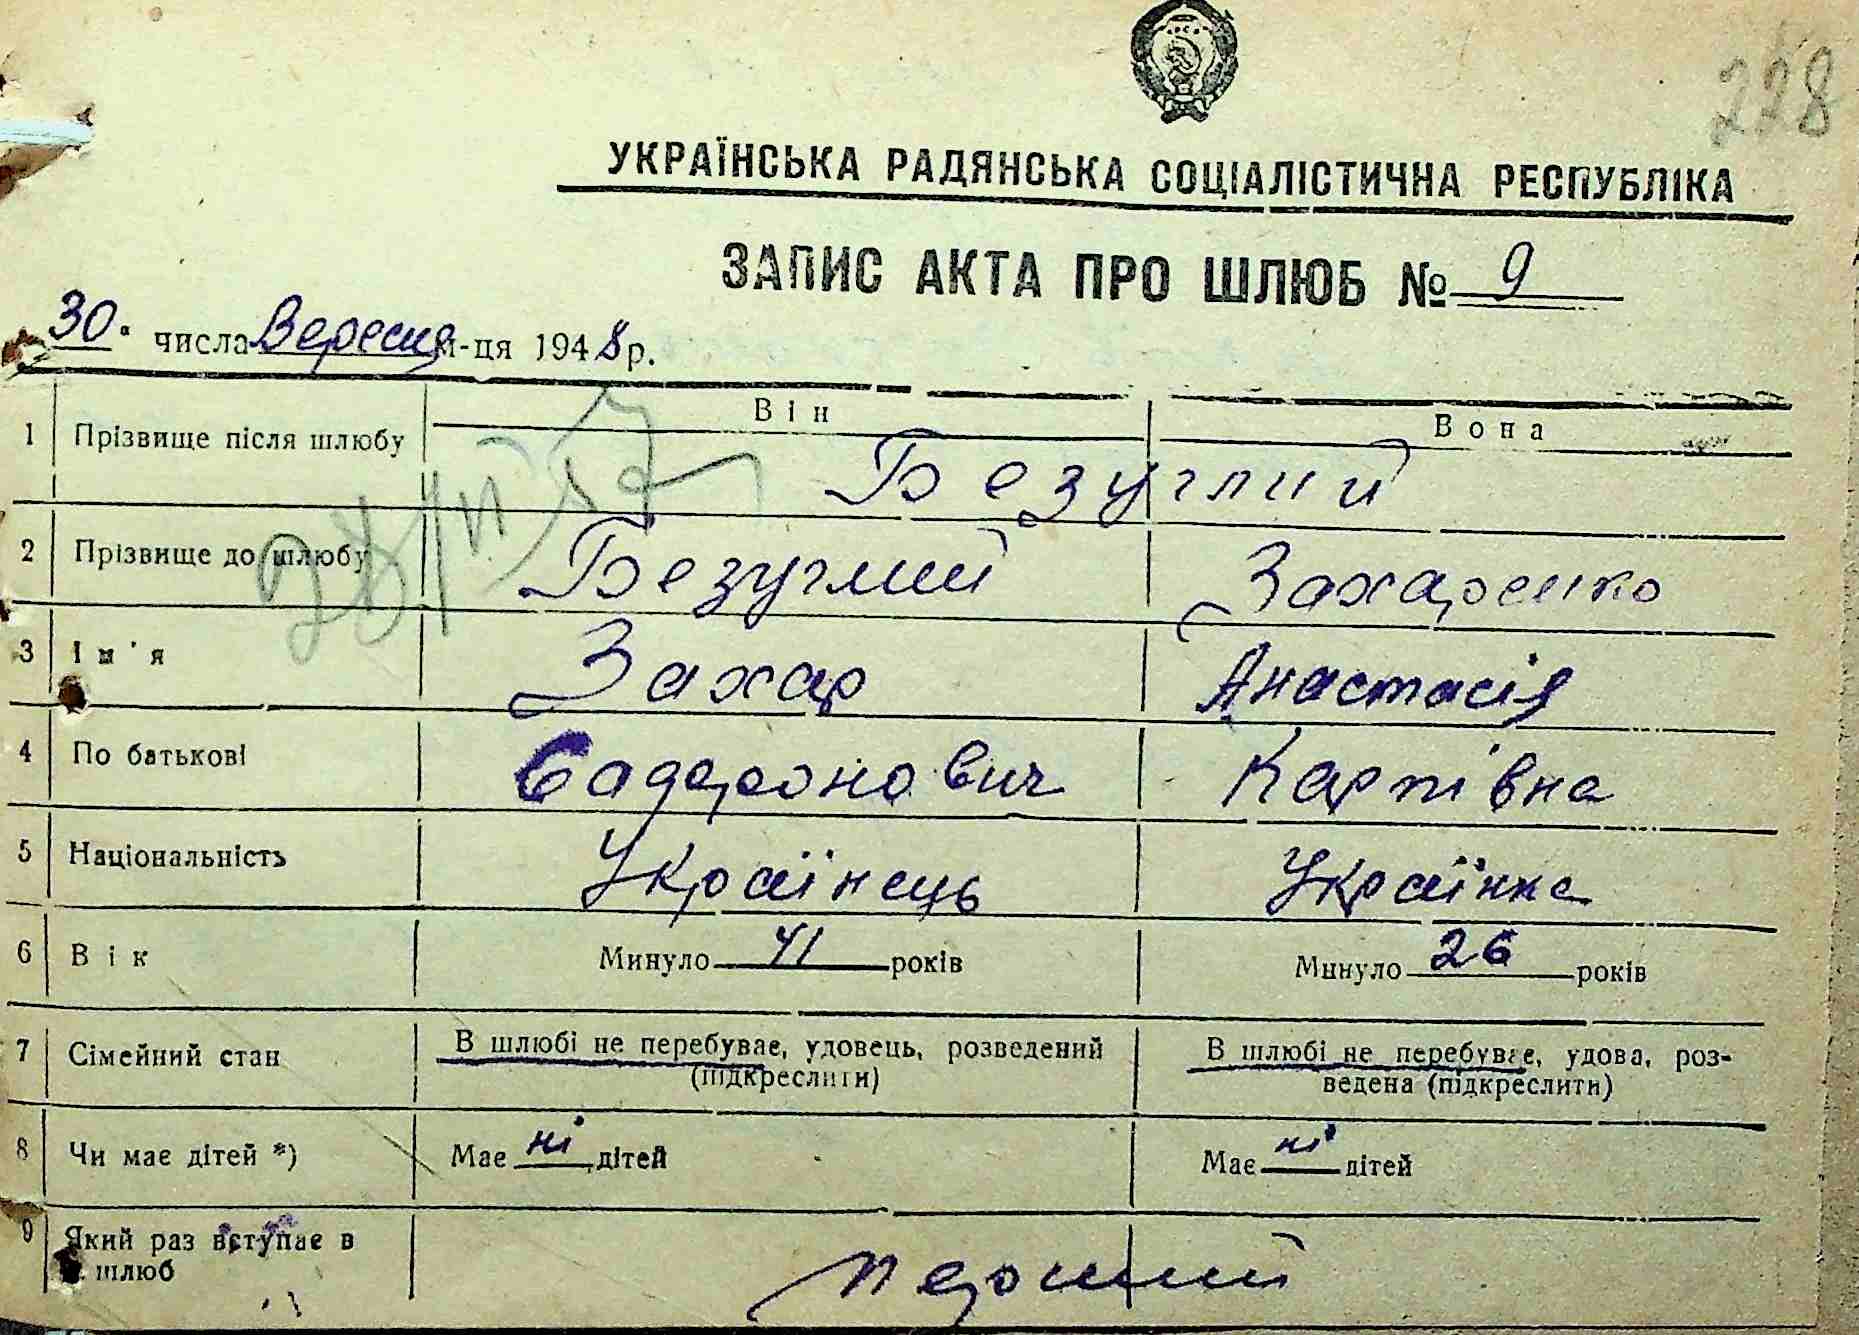 228
УКРАЇНСЬКА РАДЯНСЬКА СОЦІАЛІСТИЧНА РЕСПУБЛІКА
ЗАПИС АКТА ПРО ШЛЮБ № 9
30 числа Вересня м-ця 1948 р.
Він Вона
1 Прізвище після шлюбу Безуглий
2 Прізвище до шлюбу Безуглий Захаренко
3 Ім'я Захар Анастасія
4 По батькові Садронович Карпівна
5 Національність Українець Українка
6 Вік Минуло 41 років Минуло 26 років
7 Сімейний стан В шлюбі не перебуває, удовець, розведений В шлюбі не перебуває, удова, роз-
(підкреслити) ведена (підкреслити)
8 Чи має дітей *) Має ні дітей Має ні дітей
9 Який раз вступає в
шлюб перший